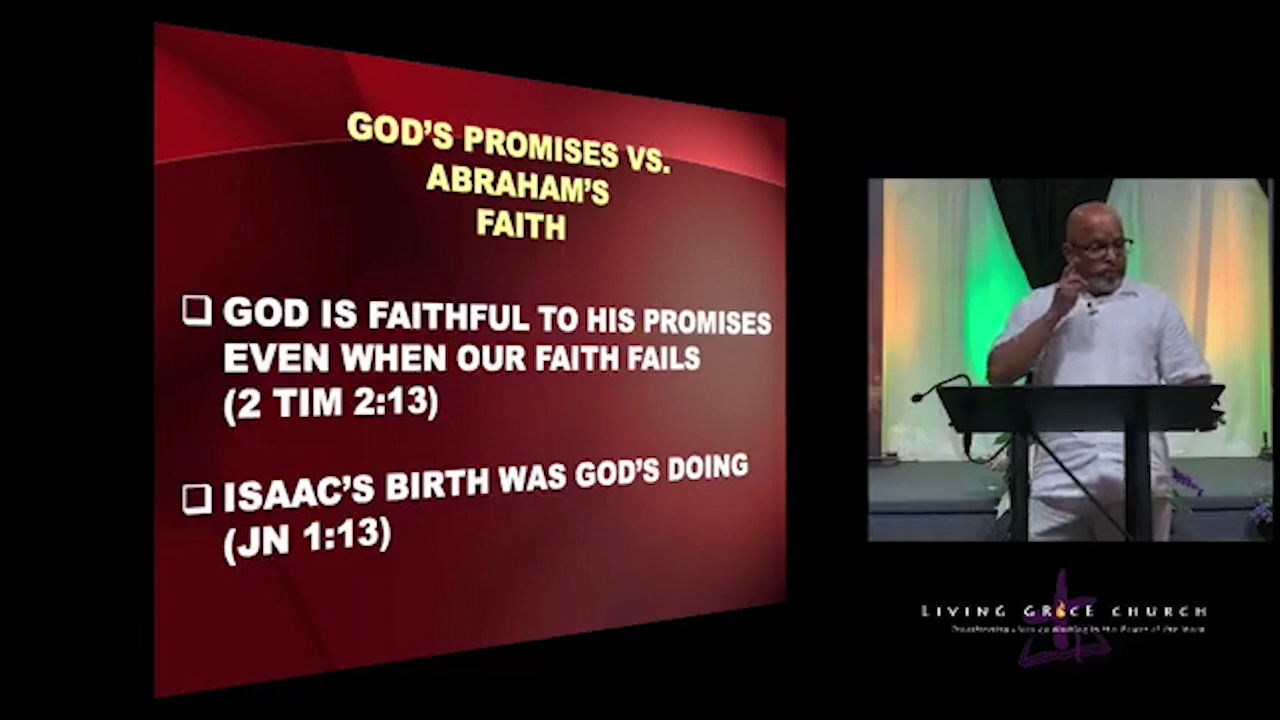 GOD'S PROMISES VS.
ABRAHAM'S
FAITH
❑ GOD IS FAITHFUL TO HIS PROMISES
EVEN WHEN OUR FAITH FAILS
(2 TIM 2:13)
❑ ISAAC'S BIRTH WAS GOD'S DOING
(JN 1:13)
LIVING GRACE CHURCH